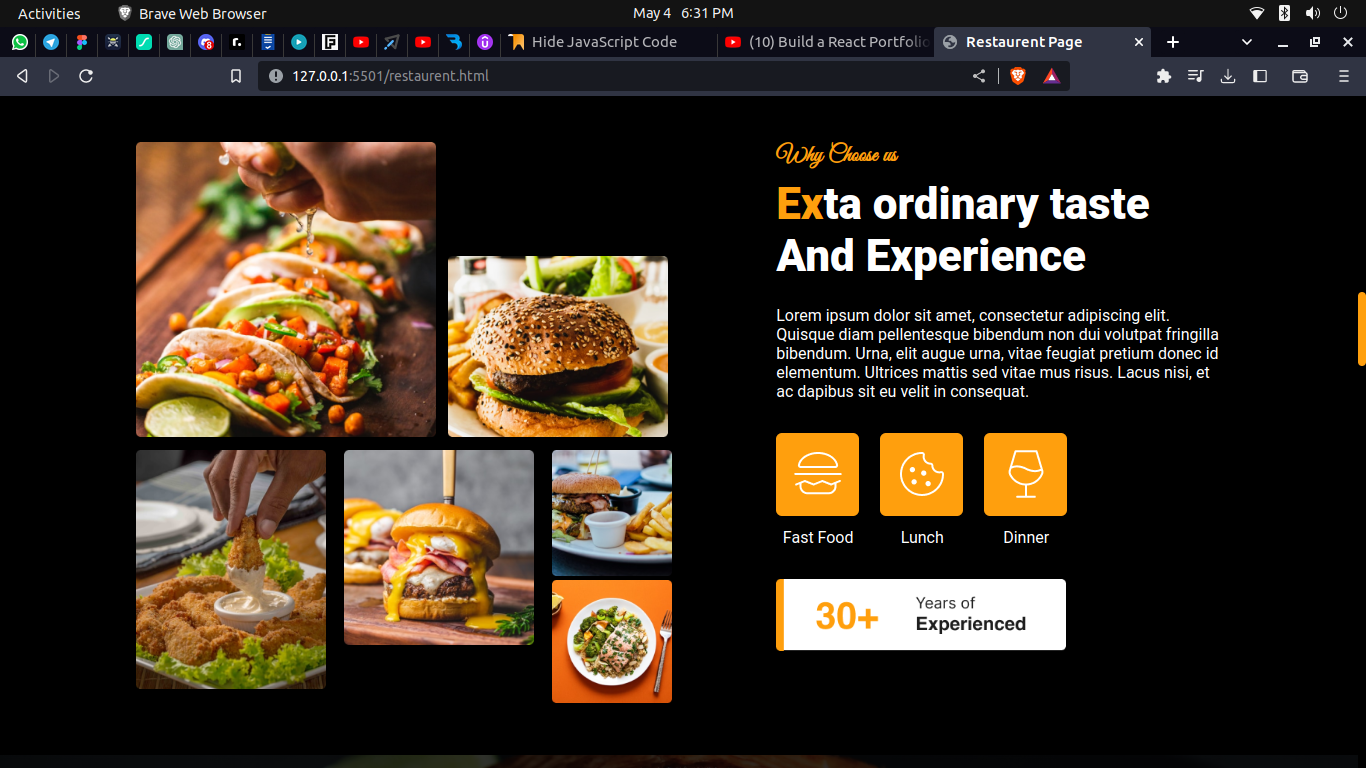 Activities
Brave Web Browser
May 4 6:31 PM
Hide JavaScript Code
(10) Build a React Portfolio
Restaurent Page
127.0.0.1:5501/restaurent.html
Why Choose us
Exta ordinary taste
And Experience
Lorem ipsum dolor sit amet, consectetur adipiscing elit.
Quisque diam pellentesque bibendum non dui volutpat fringilla
bibendum. Urna, elit augue urna, vitae feugiat pretium donec id
elementum. Ultrices mattis sed vitae mus risus. Lacus nisi, et
ac dapibus sit eu velit in consequat.
Fast Food
Lunch
Dinner
30+
Years of
Experienced